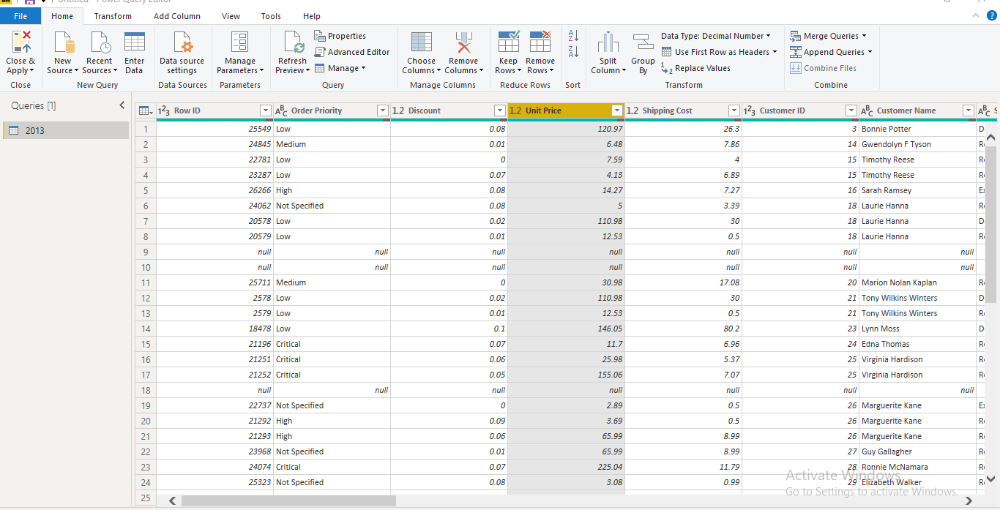 Untitled - Power Query Editor
File Home Transform Add Column View Tools Help
Close & Apply New Source Recent Sources Enter Data Data source settings Manage Parameters Refresh Preview Properties Advanced Editor Manage Choose Columns Remove Columns Keep Rows Remove Rows Split Column Group By Data Type: Decimal Number Use First Row as Headers Replace Values Merge Queries Append Queries Combine Files
Close New Query Data Sources Parameters Query Manage Columns Reduce Rows Sort Transform Combine
Queries [1]
2013
1²3 Row ID ABC Order Priority 1.2 Discount 1.2 Unit Price 1.2 Shipping Cost 1²3 Customer ID ABC Customer Name ABC S
1 25549 Low 0.08 120.97 26.3 3 Bonnie Potter D
2 24845 Medium 0.01 6.48 7.86 14 Gwendolyn F Tyson R
3 22781 Low 0 7.59 4 15 Timothy Reese R
4 23287 Low 0.07 4.13 6.89 15 Timothy Reese R
5 26266 High 0.08 14.27 7.27 16 Sarah Ramsey E
6 24062 Not Specified 0.08 5 3.39 18 Laurie Hanna R
7 20578 Low 0.02 110.98 30 18 Laurie Hanna D
8 20579 Low 0.01 12.53 0.5 18 Laurie Hanna R
9 null null null null null null null
10 null null null null null null null
11 25711 Medium 0 30.98 17.08 20 Marion Nolan Kaplan R
12 2578 Low 0.02 110.98 30 21 Tony Wilkins Winters D
13 2579 Low 0.01 12.53 0.5 21 Tony Wilkins Winters R
14 18478 Low 0.1 146.05 80.2 23 Lynn Moss D
15 21196 Critical 0.07 11.7 6.96 24 Edna Thomas R
16 21251 Critical 0.06 25.98 5.37 25 Virginia Hardison R
17 21252 Critical 0.05 155.06 7.07 25 Virginia Hardison R
18 null null null null null null null
19 22737 Not Specified 0 2.89 0.5 26 Marguerite Kane E
20 21292 High 0.09 3.69 0.5 26 Marguerite Kane R
21 21293 High 0.06 65.99 8.99 26 Marguerite Kane R
22 23968 Not Specified 0.01 65.99 8.99 27 Guy Gallagher R
23 24074 Critical 0.07 225.04 11.79 28 Ronnie McNamara R
24 25323 Not Specified 0.08 3.08 0.99 29 Elizabeth Walker R
25
Activate Windows
Go to Settings to activate Windows.